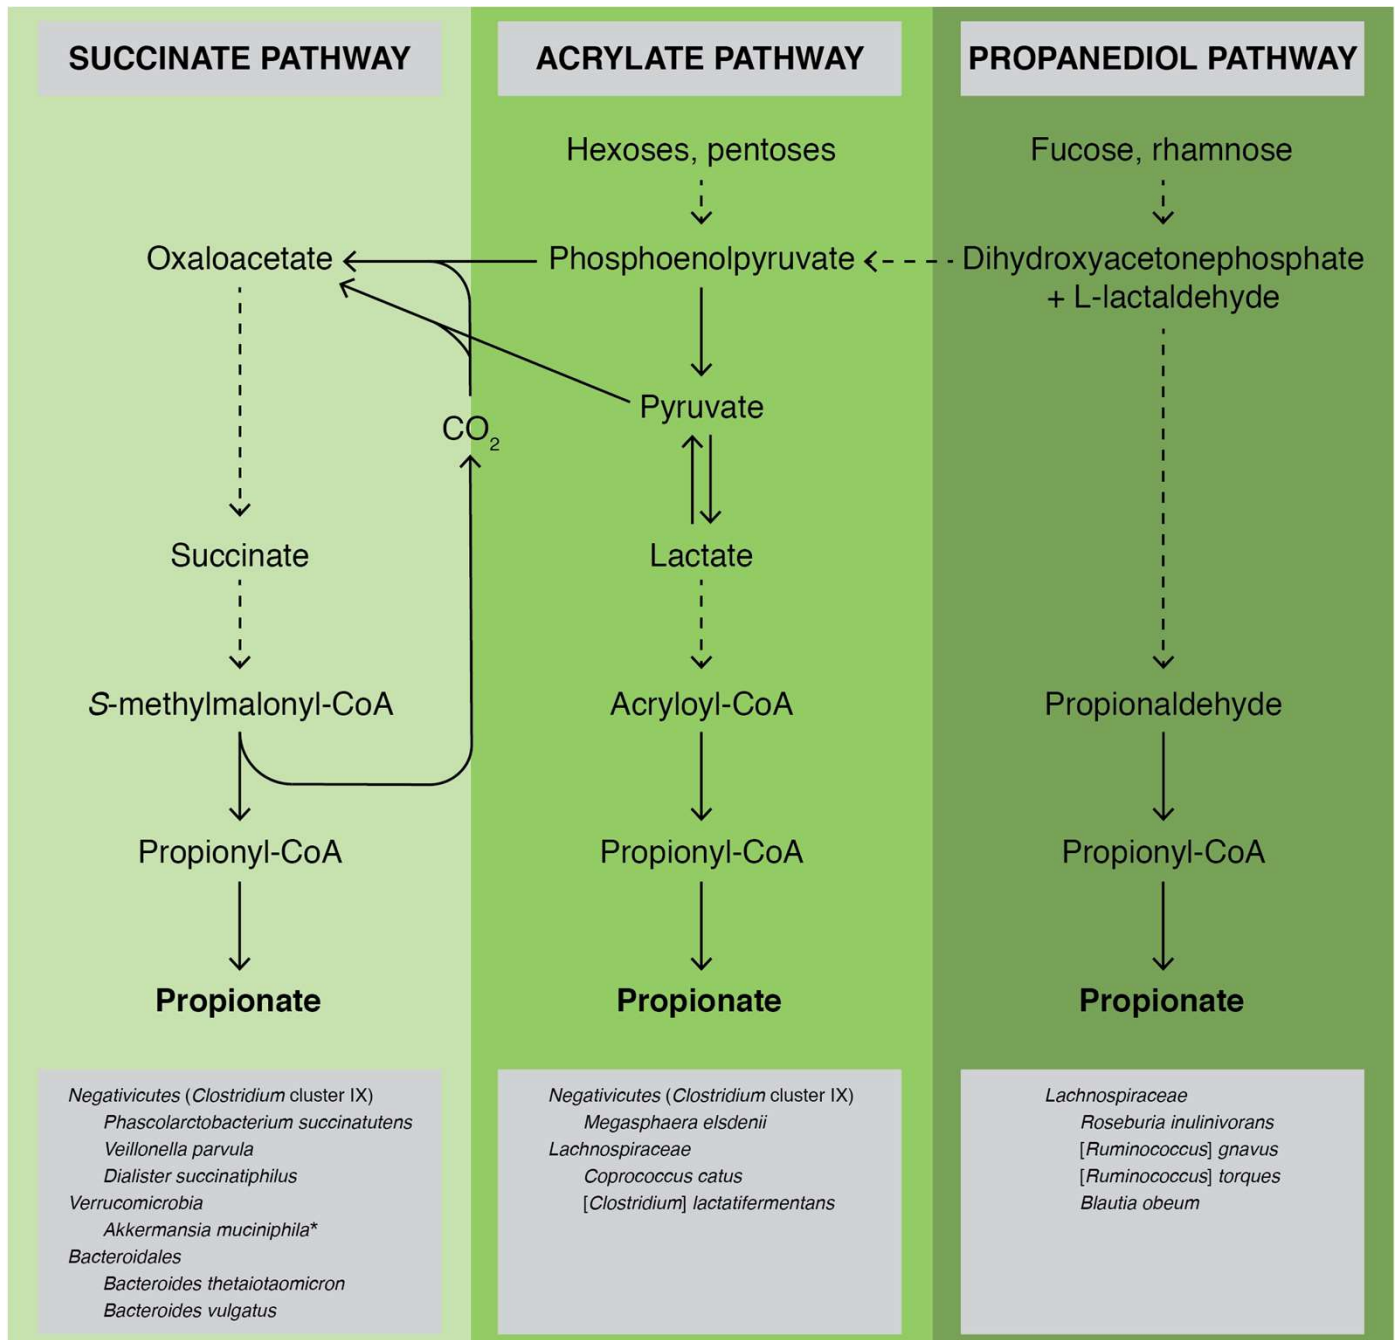 SUCCINATE PATHWAY
ACRYLATE PATHWAY
PROPANEDIOL PATHWAY
Hexoses, pentoses
Fucose, rhamnose
Oxaloacetate
Phosphoenolpyruvate
Dihydroxyacetonephosphate
+ L-lactaldehyde
Pyruvate
CO₂
Succinate
Lactate
S-methylmalonyl-CoA
Acryloyl-CoA
Propionaldehyde
Propionyl-CoA
Propionyl-CoA
Propionyl-CoA
Propionate
Propionate
Propionate
Negativicutes (Clostridium cluster IX)
Phascolarctobacterium succinatutens
Veillonella parvula
Dialister succinatiphilus
Verrucomicrobia
Akkermansia muciniphila*
Bacteroidales
Bacteroides thetaiotaomicron
Bacteroides vulgatus
Negativicutes (Clostridium cluster IX)
Megasphaera elsdenii
Lachnospiraceae
Coprococcus catus
[Clostridium] lactatifermentans
Lachnospiraceae
Roseburia inulinivorans
[Ruminococcus] gnavus
[Ruminococcus] torques
Blautia obeum